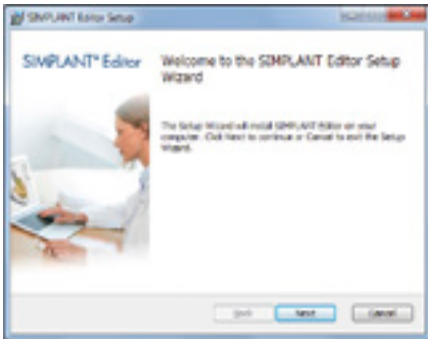 SIMPLANT Editor Setup
SIMPLANT® Editor
Welcome to the SIMPLANT Editor Setup
Wizard
The Setup Wizard will install SIMPLANT Editor on your
computer. Click Next to continue or Cancel to exit the Setup
Wizard.
Back
Next
Cancel